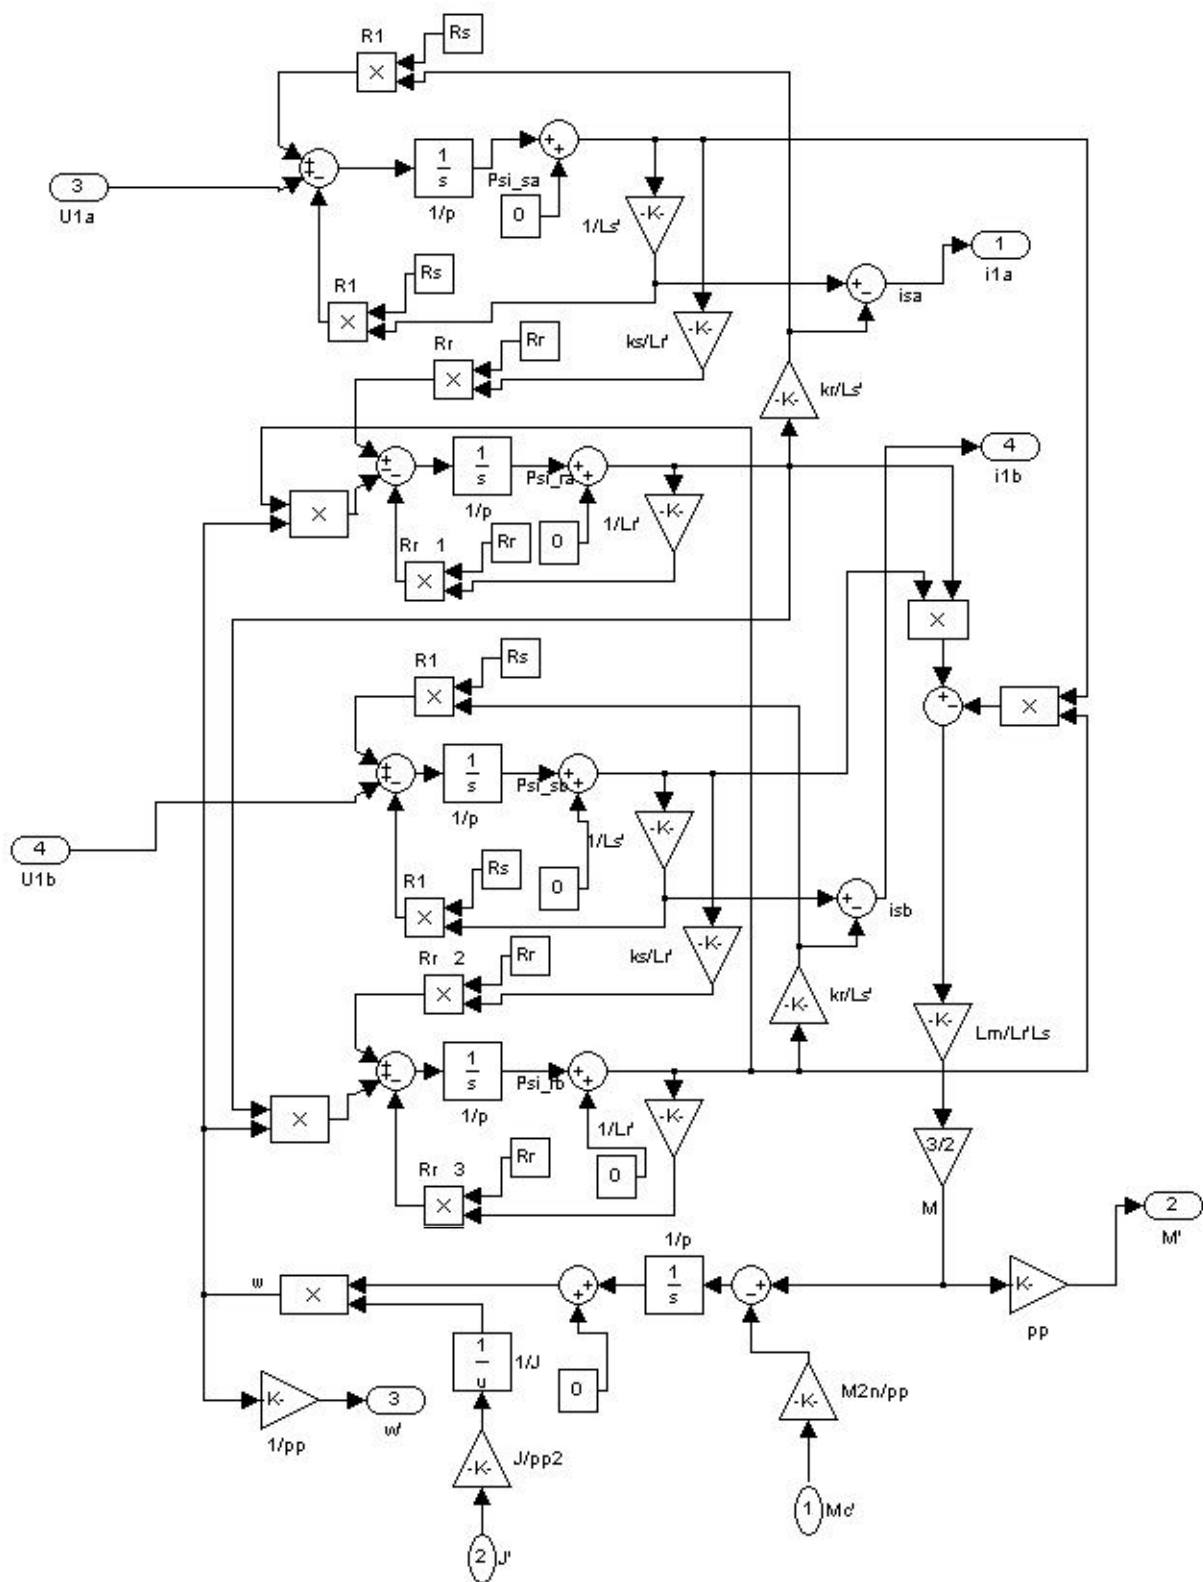 R1
Rs
×
+
+
−
3
U1a
1
s
1/p
+
+
Psi_sa
0
-K-
1/Ls'
1
i1a
+
−
isa
R1
Rs
×
Rr
Rr
×
ks/Lr'
-K-
-K-
kr/Ls'
4
i1b
+
−
1
s
1/p
+
+
Psi_ra
0
-K-
1/Lr'
×
Rr 1
Rr
×
×
R1
Rs
×
+
−
×
+
+
−
1
s
1/p
+
+
Psi_sb
0
-K-
1/Ls'
4
U1b
R1
Rs
×
+
−
isb
Rr 2
Rr
×
ks/Lr'
-K-
-K-
kr/Ls'
-K-
Lm/Lr'Ls
+
+
−
1
s
1/p
+
+
Psi_rb
0
-K-
1/Lr'
×
3/2
Rr 3
Rr
×
M
2
M'
1/p
w
×
+
+
1
s
−
+
K-
pp
0
1
u
1/J
-K-
M2n/pp
K-
1/pp
3
w'
-K-
J/pp2
1
Mc'
2
J'